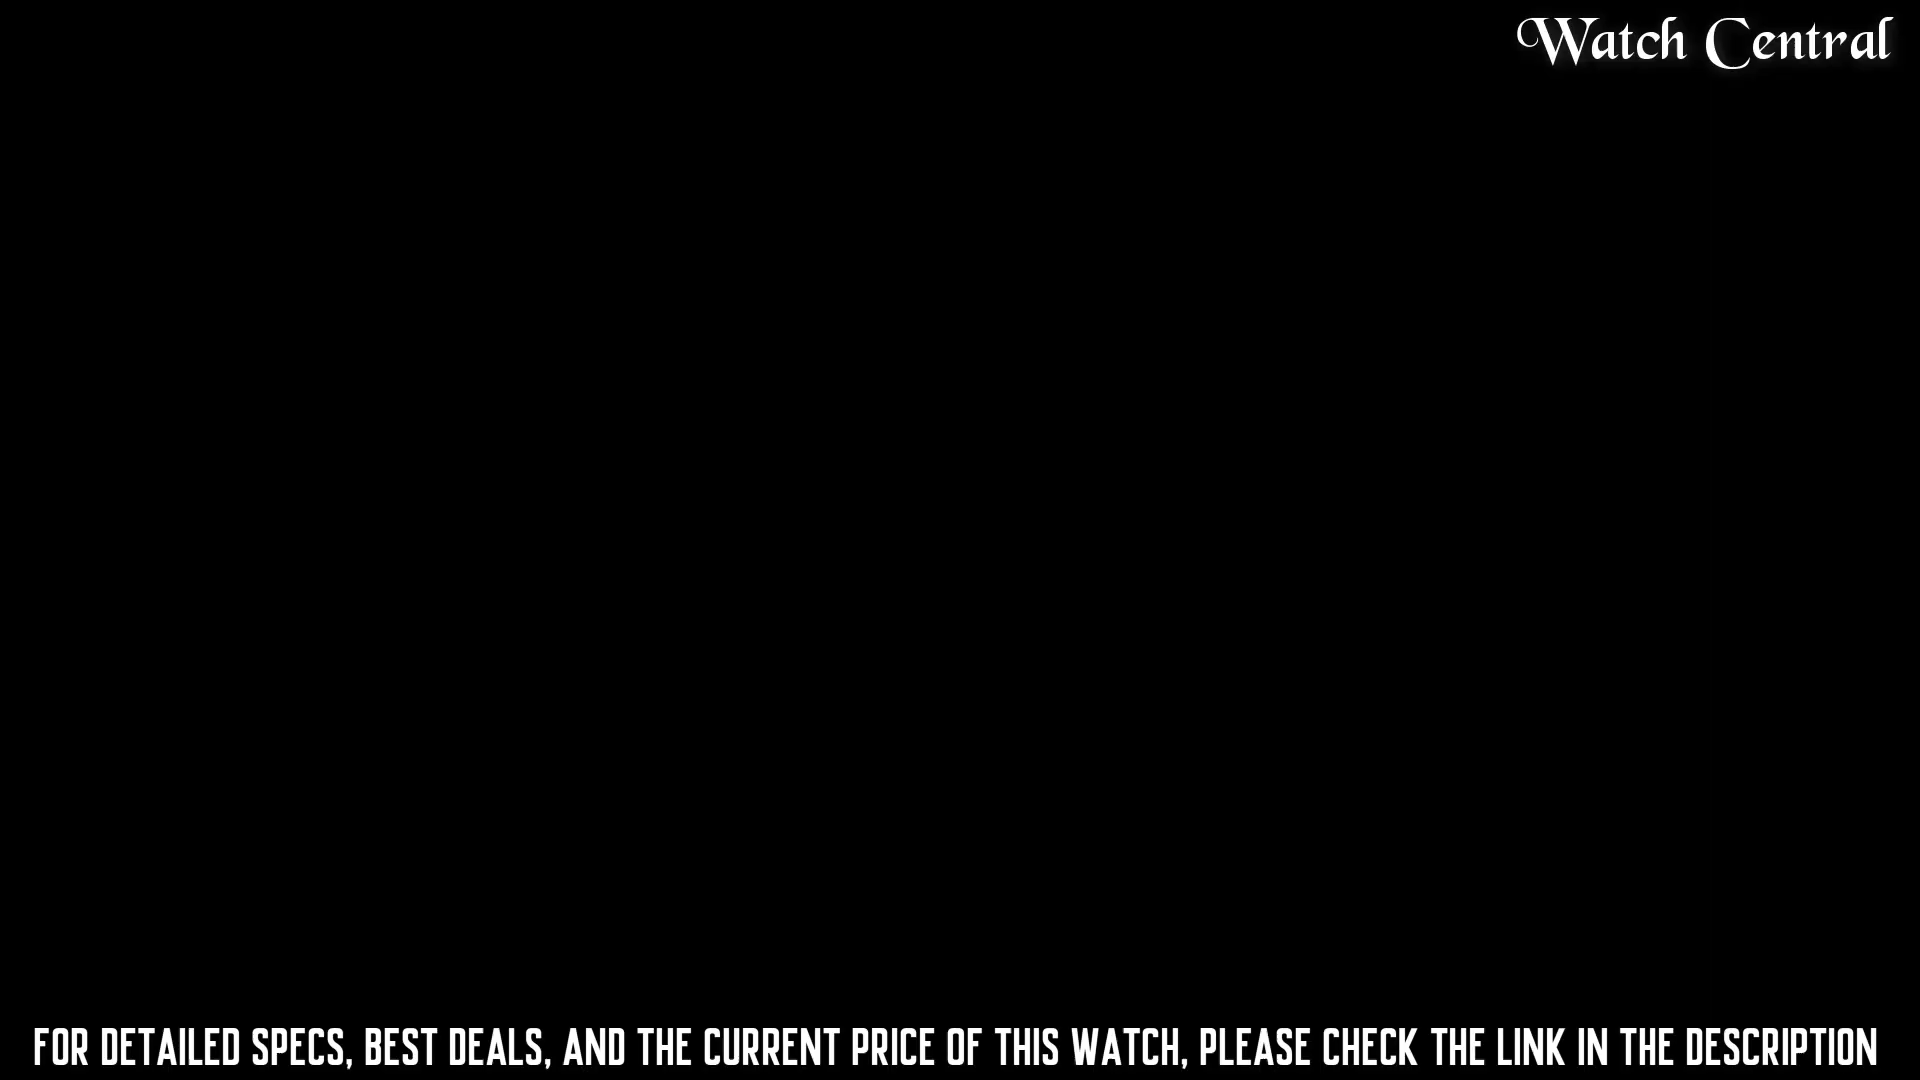 Watch Central
FOR DETAILED SPECS, BEST DEALS, AND THE CURRENT PRICE OF THIS WATCH, PLEASE CHECK THE LINK IN THE DESCRIPTION